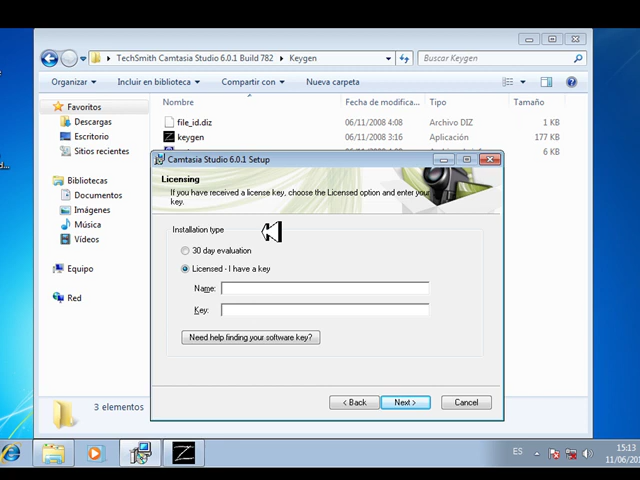 TechSmith Camtasia Studio 6.0.1 Build 782 Keygen
Buscar Keygen
Organizar Incluir en biblioteca Compartir con Nueva carpeta
Favoritos
Descargas
Escritorio
Sitios recientes
Bibliotecas
Documentos
Imágenes
Música
Vídeos
Equipo
Red
Nombre Fecha de modifica... Tipo Tamaño
file_id.diz 06/11/2008 4:08 Archivo DIZ 1 KB
keygen 06/11/2008 3:16 Aplicación 177 KB
6 KB
Camtasia Studio 6.0.1 Setup
Licensing
If you have received a license key, choose the Licensed option and enter your
key.
Installation type
30 day evaluation
Licensed - I have a key
Name:
Key:
Need help finding your software key?
< Back Next > Cancel
3 elementos
ES
15:13